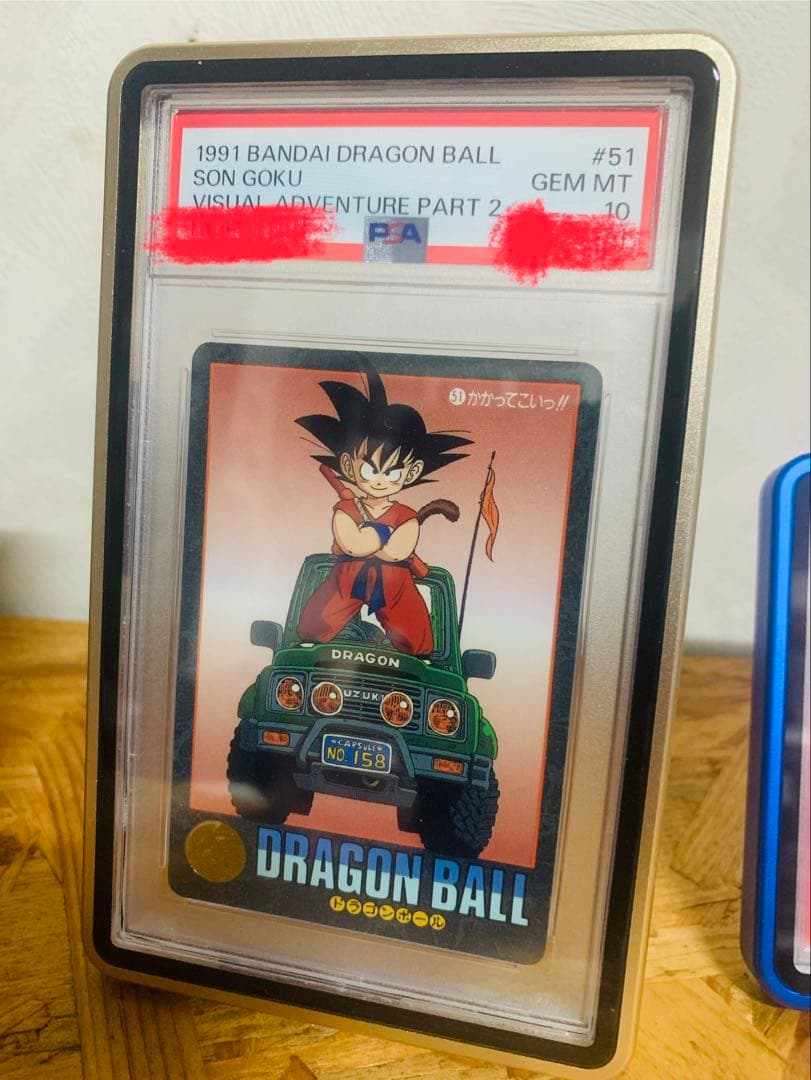 1991 BANDAI DRAGON BALL #51
SON GOKU GEM MT
VISUAL ADVENTURE PART 2 10
PSA
51 かかってこいっ!!
DRAGON
UZUKI
CAPSULE
NO. 158
DRAGON BALL
ドラゴンボール